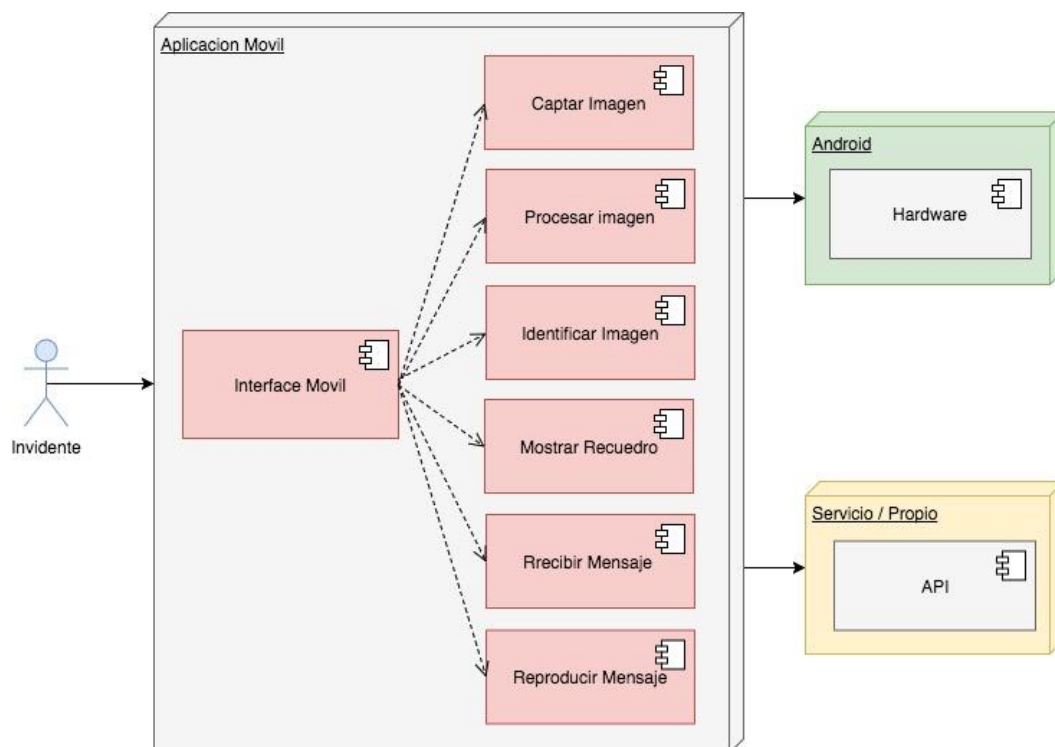 Aplicacion Movil
Captar Imagen
Android
Procesar imagen
Hardware
Identificar Imagen
Interface Movil
Invidente
Mostrar Recuedro
Servicio / Propio
Rrecibir Mensaje
API
Reproducir Mensaje